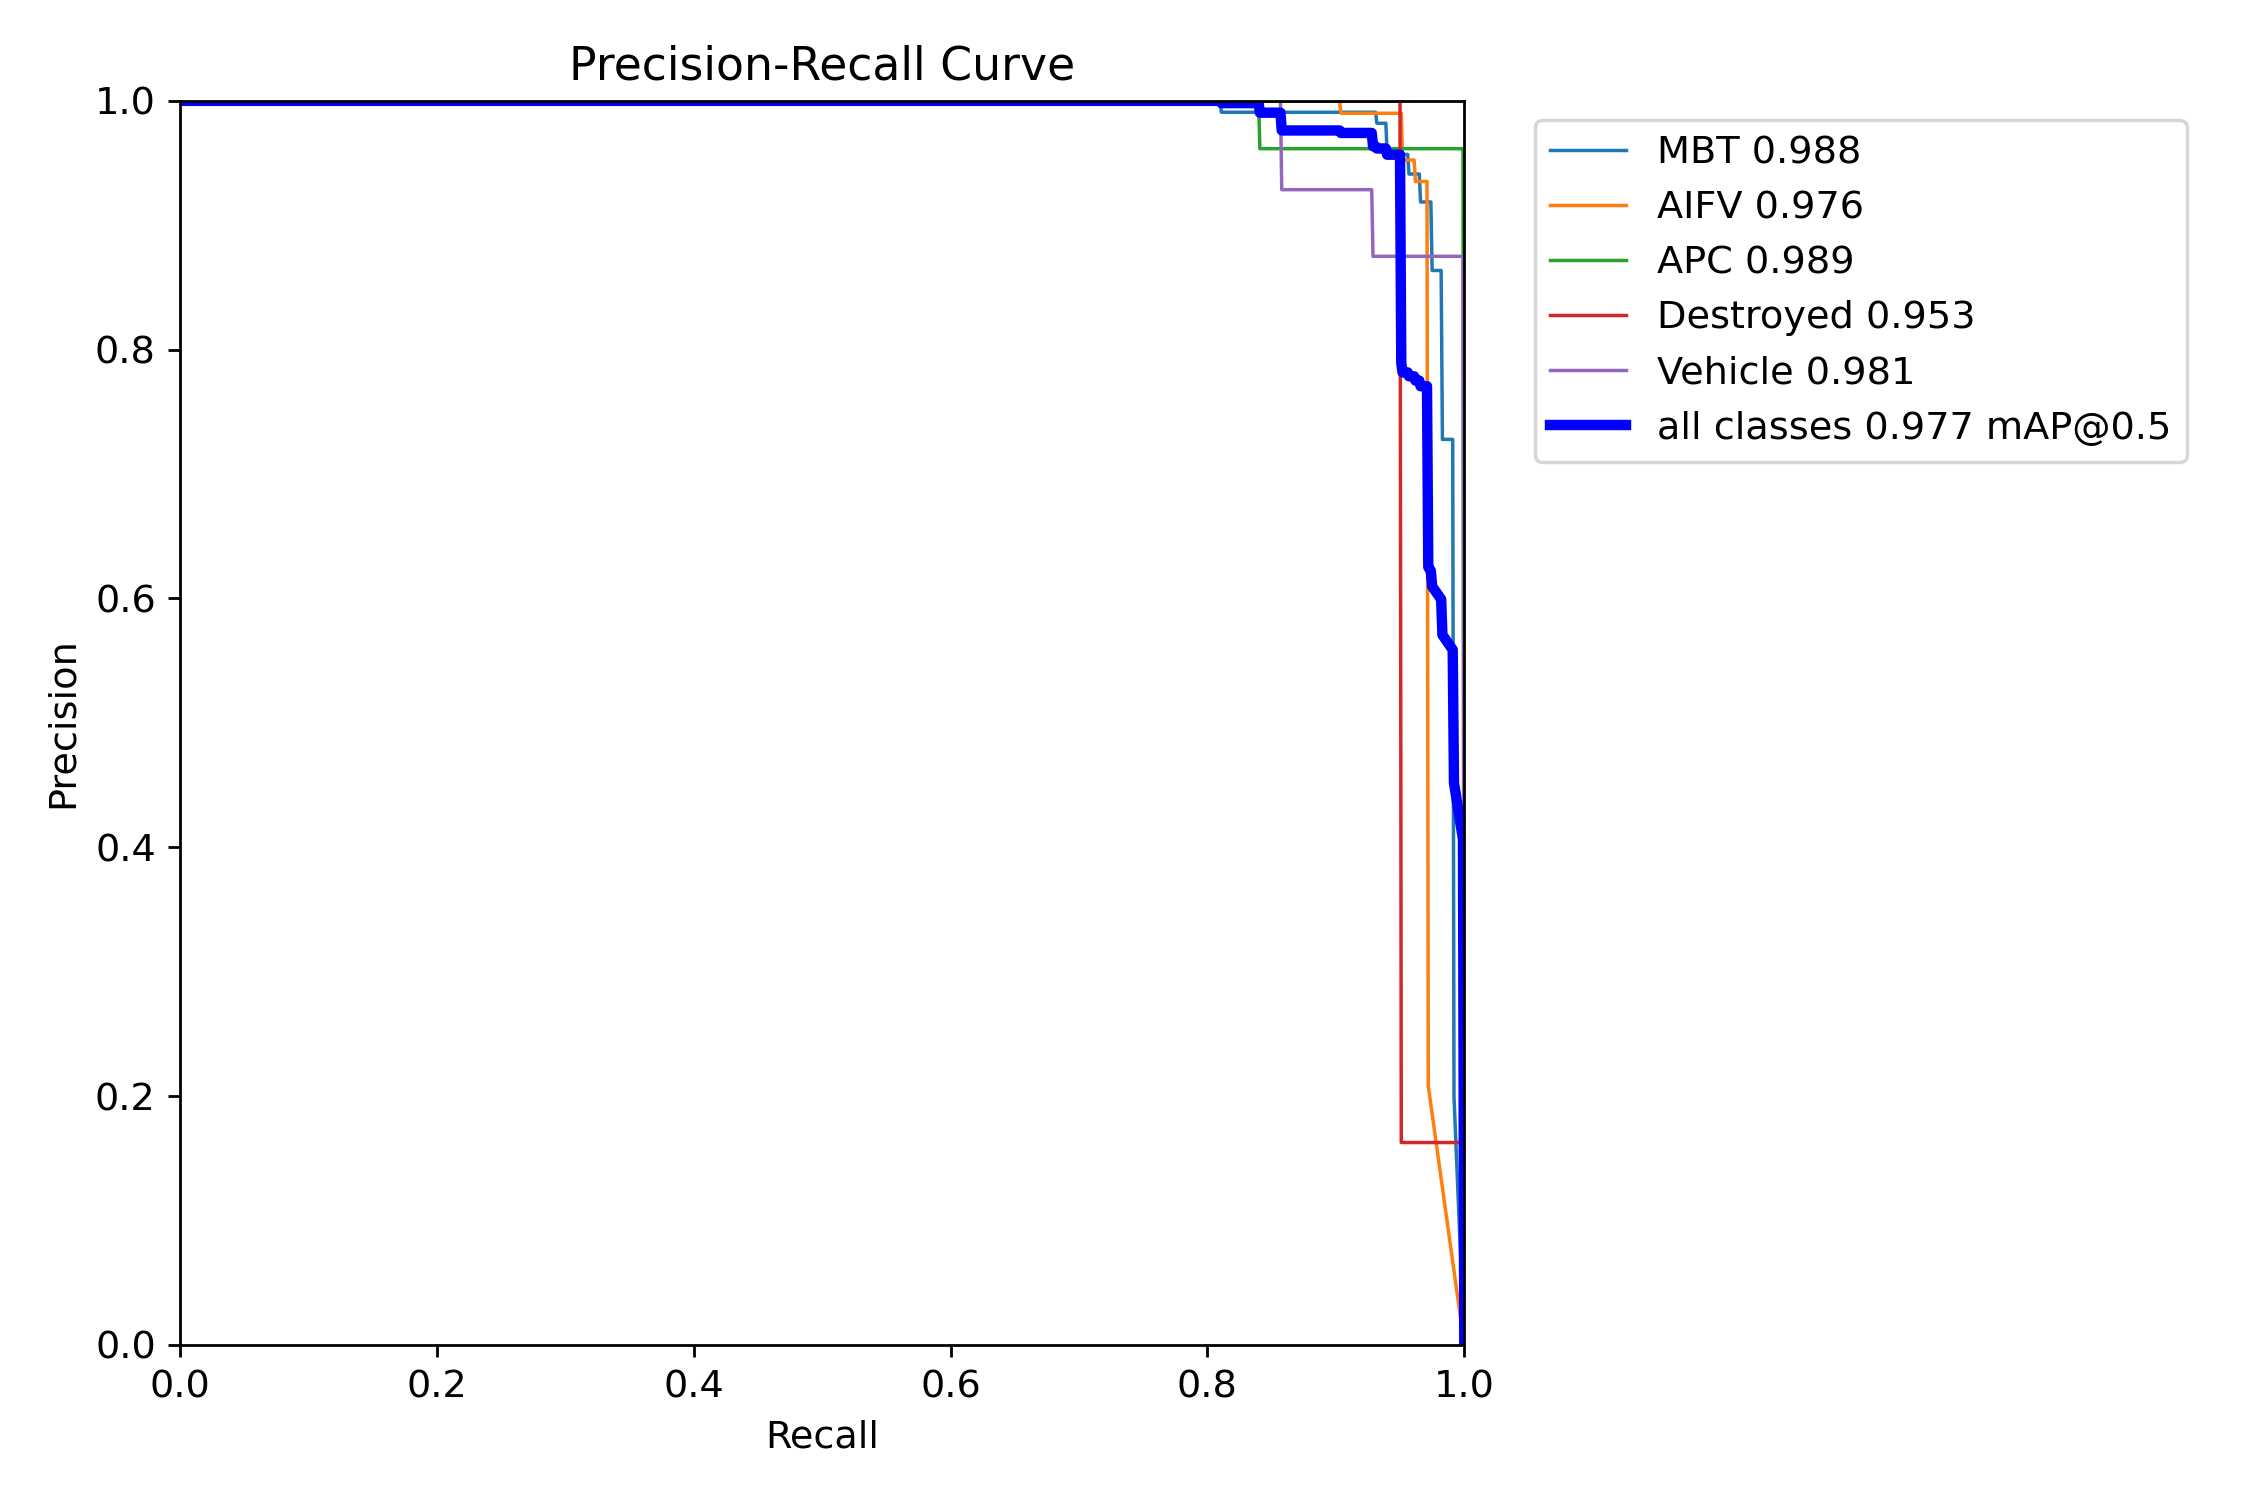 Precision-Recall Curve
1.0
0.8
0.6
0.4
0.2
0.0
Precision
0.0 0.2 0.4 0.6 0.8 1.0
Recall
MBT 0.988
AIFV 0.976
APC 0.989
Destroyed 0.953
Vehicle 0.981
all classes 0.977 mAP@0.5